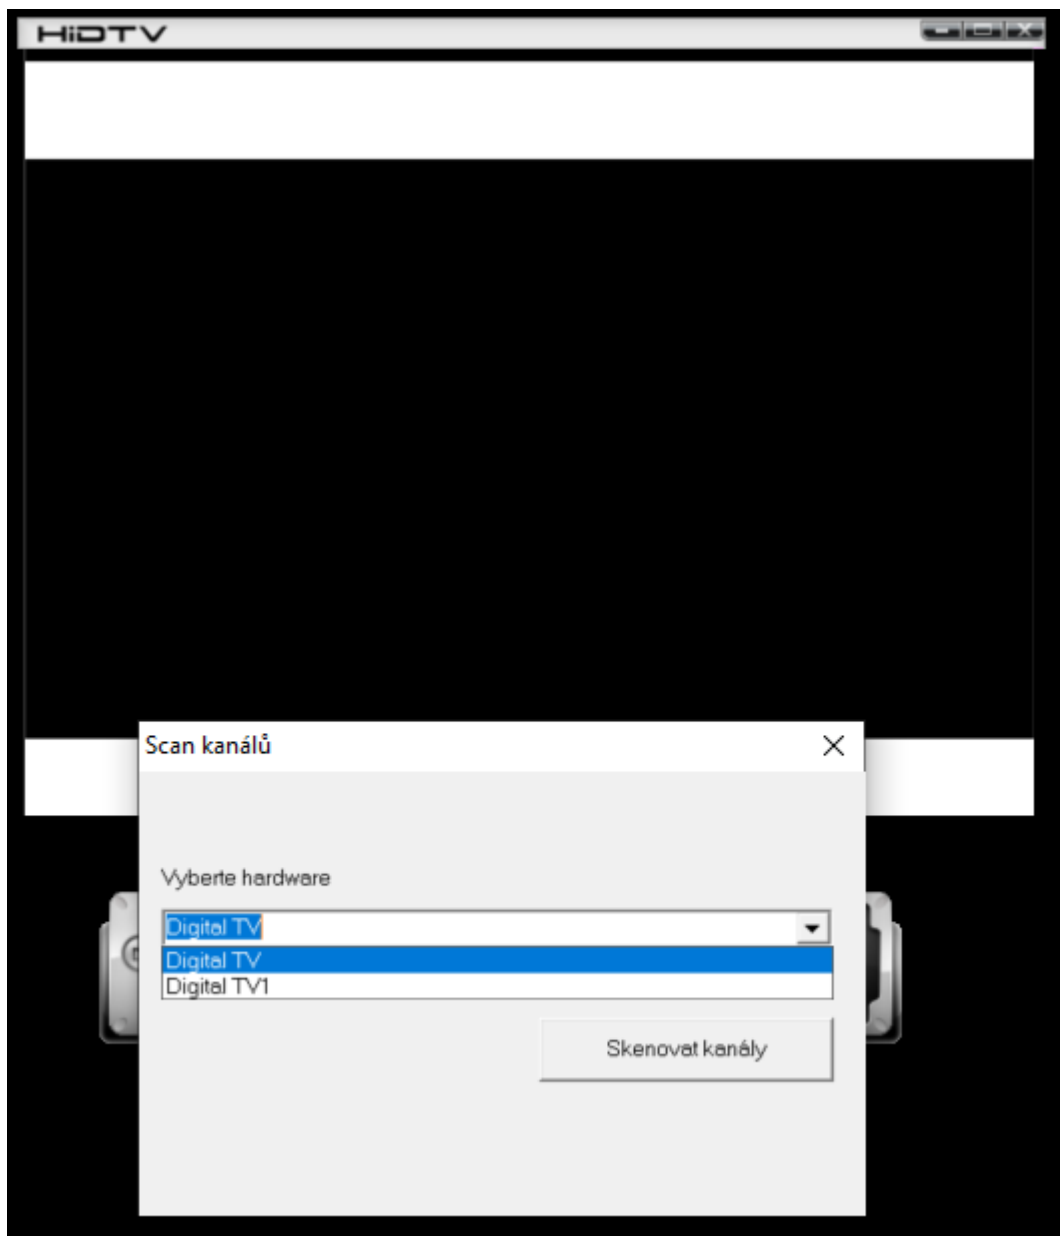 HiDTV
Scan kanálů
Vyberte hardware
Digital TV
Digital TV
Digital TV1
Skenovat kanály